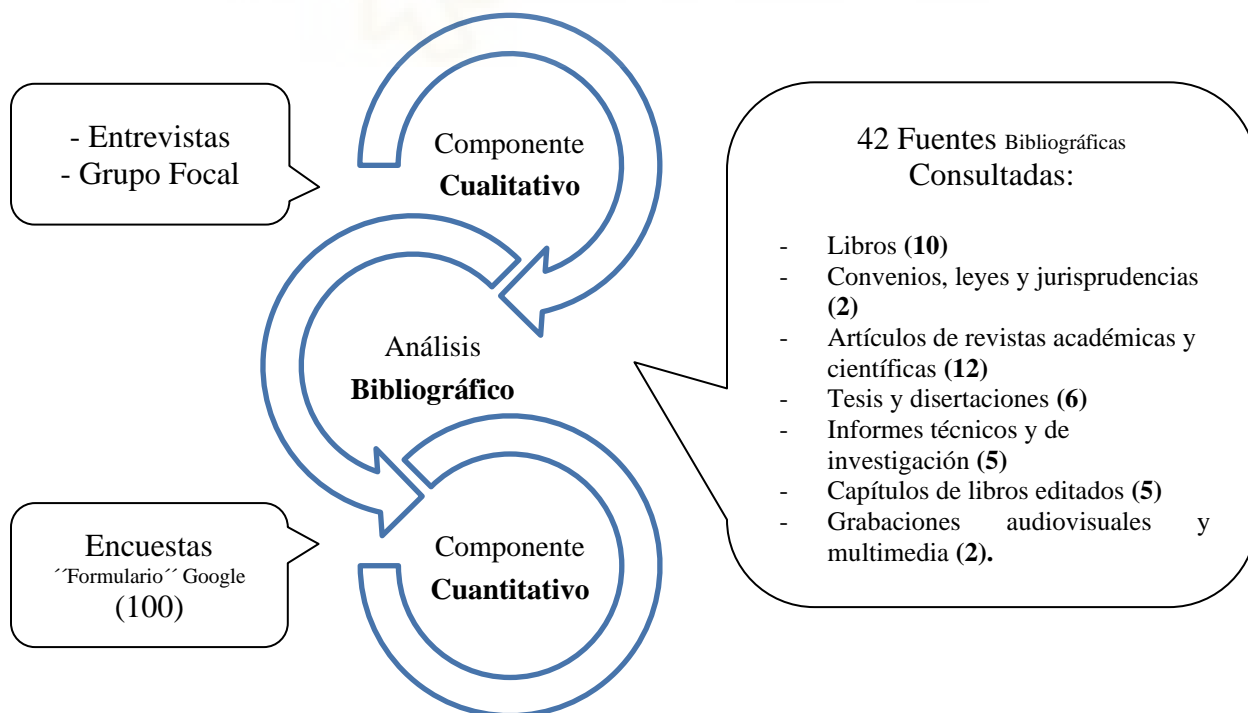 - Entrevistas
- Grupo Focal
Componente
Cualitativo
42 Fuentes Bibliográficas
Consultadas:
- Libros (10)
- Convenios, leyes y jurisprudencias
(2)
- Artículos de revistas académicas y
científicas (12)
- Tesis y disertaciones (6)
- Informes técnicos y de
investigación (5)
- Capítulos de libros editados (5)
- Grabaciones audiovisuales y
multimedia (2).
Análisis
Bibliográfico
Encuestas
´´Formulario´´ Google
(100)
Componente
Cuantitativo